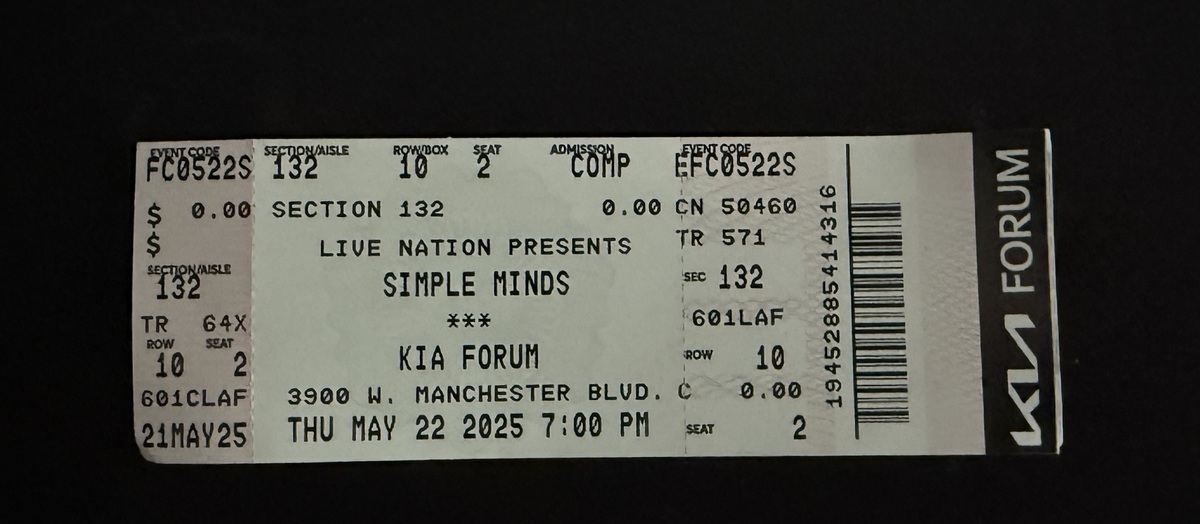 EVENT CODE
FC0522S
$ 0.00
$
SECTION/AISLE
132
TR 64X
ROW SEAT
10 2
601CLAF
21MAY25
SECTION/AISLE ROW/BOX SEAT ADMISSION
132 10 2 COMP
SECTION 132 0.00
LIVE NATION PRESENTS
SIMPLE MINDS
***
KIA FORUM
3900 W. MANCHESTER BLVD.
THU MAY 22 2025 7:00 PM
EVENT CODE
EFC0522S
CN 50460
TR 571
SEC 132
601LAF
ROW 10
C 0.00
SEAT 2
19452885414316
KIA FORUM